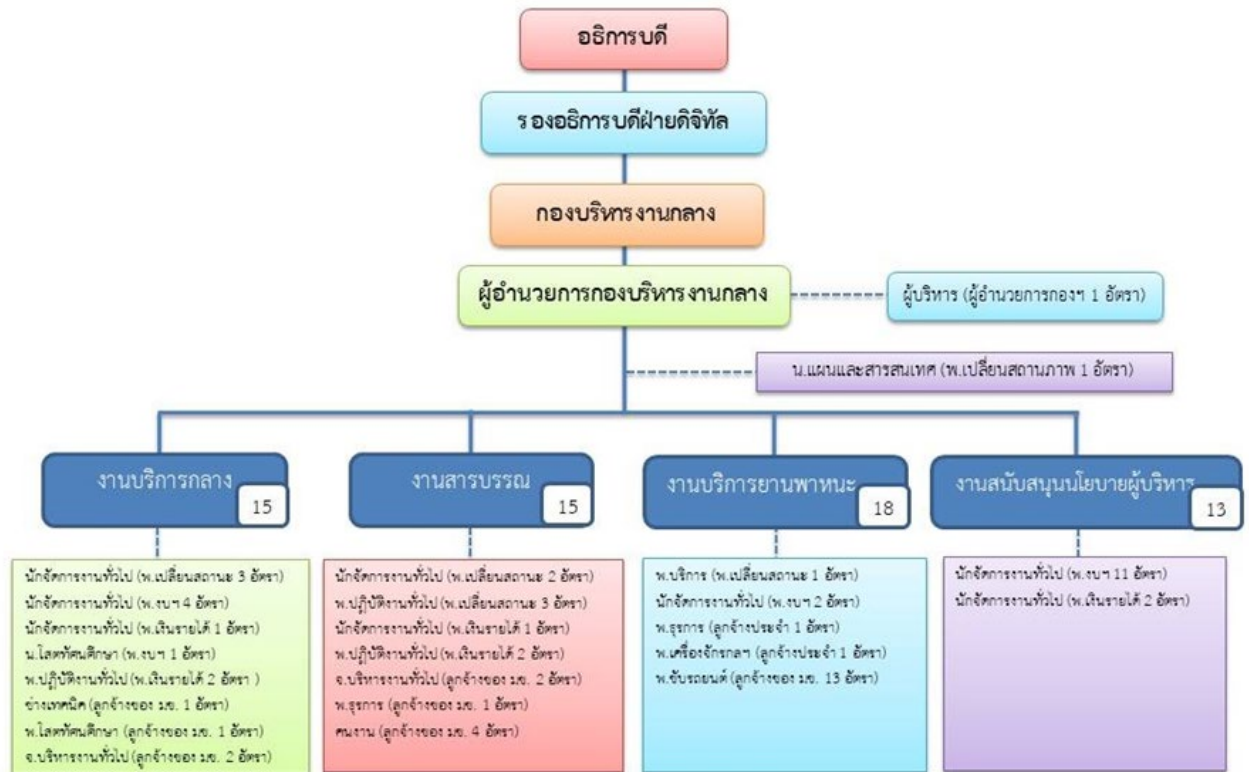 อธิการบดี
รองอธิการบดีฝ่ายดิจิทัล
กองบริหารงานกลาง
ผู้อำนวยการกองบริหารงานกลาง
ผู้บริหาร (ผู้อำนวยการกองฯ 1 อัตรา)
น.แผนและสารสนเทศ (พ.เปลี่ยนสถานภาพ 1 อัตรา)
งานบริการกลาง
15
นักจัดการงานทั่วไป (พ.เปลี่ยนสถานะ 3 อัตรา)
นักจัดการงานทั่วไป (พ.งบฯ 4 อัตรา)
นักจัดการงานทั่วไป (พ.เงินรายได้ 1 อัตรา)
น.โสตทัศนศึกษา (พ.งบฯ 1 อัตรา)
พ.ปฏิบัติงานทั่วไป (พ.เงินรายได้ 2 อัตรา )
ช่างเทคนิค (ลูกจ้างของ มข. 1 อัตรา)
พ.โสตทัศนศึกษา (ลูกจ้างของ มข. 1 อัตรา)
จ.บริหารงานทั่วไป (ลูกจ้างของ มข. 2 อัตรา)
งานสารบรรณ
15
นักจัดการงานทั่วไป (พ.เปลี่ยนสถานะ 2 อัตรา)
พ.ปฏิบัติงานทั่วไป (พ.เปลี่ยนสถานะ 3 อัตรา)
นักจัดการงานทั่วไป (พ.เงินรายได้ 1 อัตรา)
พ.ปฏิบัติงานทั่วไป (พ.เงินรายได้ 2 อัตรา)
จ.บริหารงานทั่วไป (ลูกจ้างของ มข. 2 อัตรา)
พ.ธุรการ (ลูกจ้างของ มข. 1 อัตรา)
คนงาน (ลูกจ้างของ มข. 4 อัตรา)
งานบริการยานพาหนะ
18
พ.บริการ (พ.เปลี่ยนสถานะ 1 อัตรา)
นักจัดการงานทั่วไป (พ.งบฯ 2 อัตรา)
พ.ธุรการ (ลูกจ้างประจำ 1 อัตรา)
พ.เครื่องจักรกลฯ (ลูกจ้างประจำ 1 อัตรา)
พ.ขับรถยนต์ (ลูกจ้างของ มข. 13 อัตรา)
งานสนับสนุนนโยบายผู้บริหาร
13
นักจัดการงานทั่วไป (พ.งบฯ 11 อัตรา)
นักจัดการงานทั่วไป (พ.เงินรายได้ 2 อัตรา)